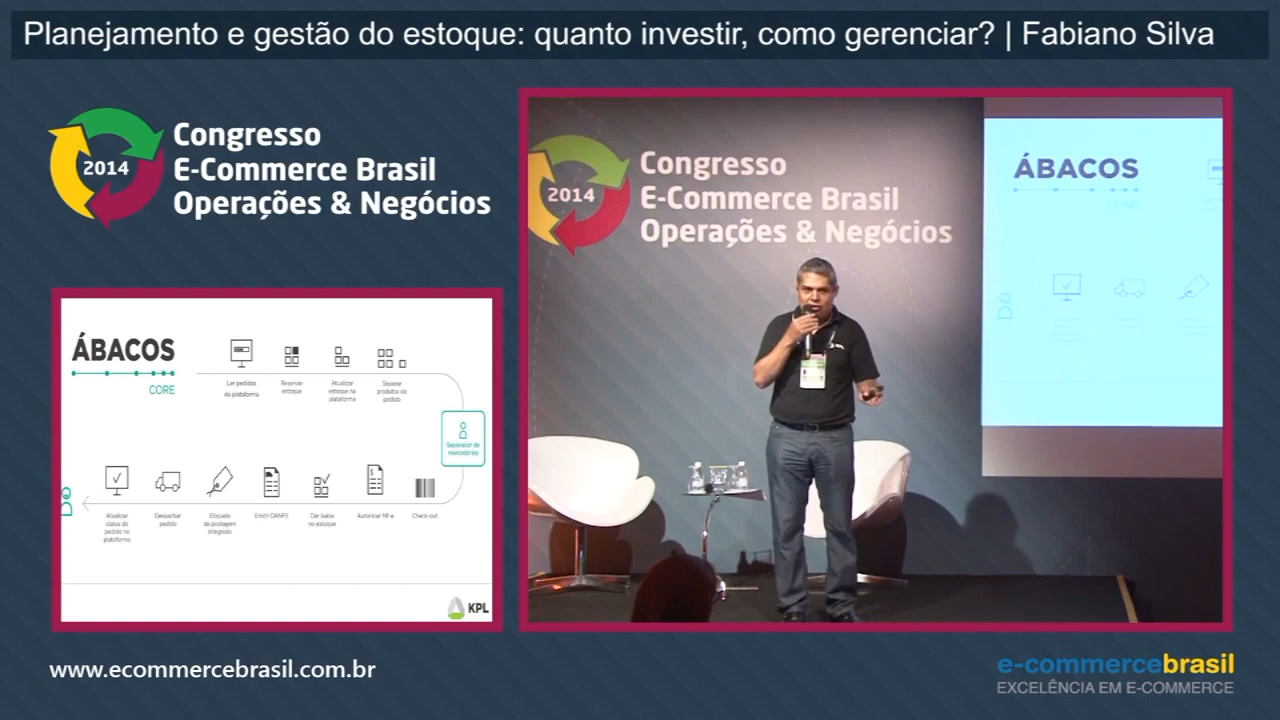 Planejamento e gestão do estoque: quanto investir, como gerenciar? | Fabiano Silva
2014
Congresso
E-Commerce Brasil
Operações & Negócios
2014
Congresso
E-Commerce Brasil
Operações & Negócios
ÁBACOS
CORE
ÁBACOS
CORE
Ler pedidos
da plataforma
Reservar
estoque
Atualizar
estoque na
plataforma
Separar
produtos do
pedido
Separador de
mercadorias
Atualizar
status do
pedido na
plataforma
Despachar
pedido
Etiqueta
de postagem
integrada
Emitir DANFE
Dar baixa
no estoque
Autorizar NF-e
Check-out
KPL
www.ecommercebrasil.com.br
e-commercebrasil
EXCELÊNCIA EM E-COMMERCE